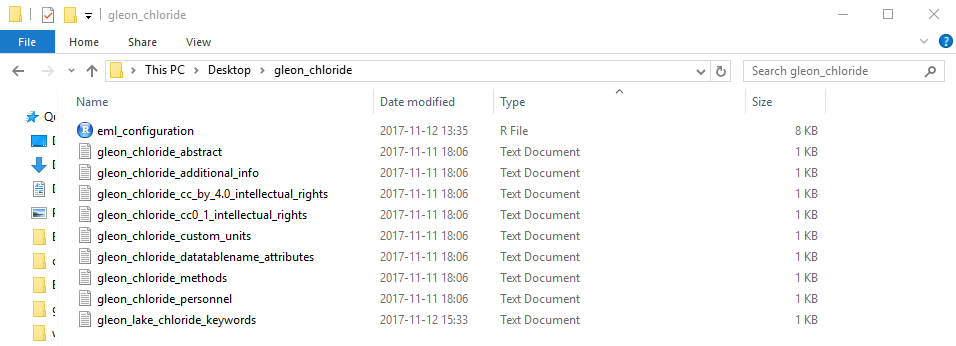 gleon_chloride
File Home Share View
This PC Desktop gleon_chloride Search gleon_chloride
Name Date modified Type Size
eml_configuration 2017-11-12 13:35 R File 8 KB
gleon_chloride_abstract 2017-11-11 18:06 Text Document 1 KB
gleon_chloride_additional_info 2017-11-11 18:06 Text Document 1 KB
gleon_chloride_cc_by_4.0_intellectual_rights 2017-11-11 18:06 Text Document 1 KB
gleon_chloride_cc0_1_intellectual_rights 2017-11-11 18:06 Text Document 1 KB
gleon_chloride_custom_units 2017-11-11 18:06 Text Document 1 KB
gleon_chloride_datatablename_attributes 2017-11-11 18:06 Text Document 1 KB
gleon_chloride_methods 2017-11-11 18:06 Text Document 1 KB
gleon_chloride_personnel 2017-11-11 18:06 Text Document 1 KB
gleon_lake_chloride_keywords 2017-11-12 15:33 Text Document 1 KB